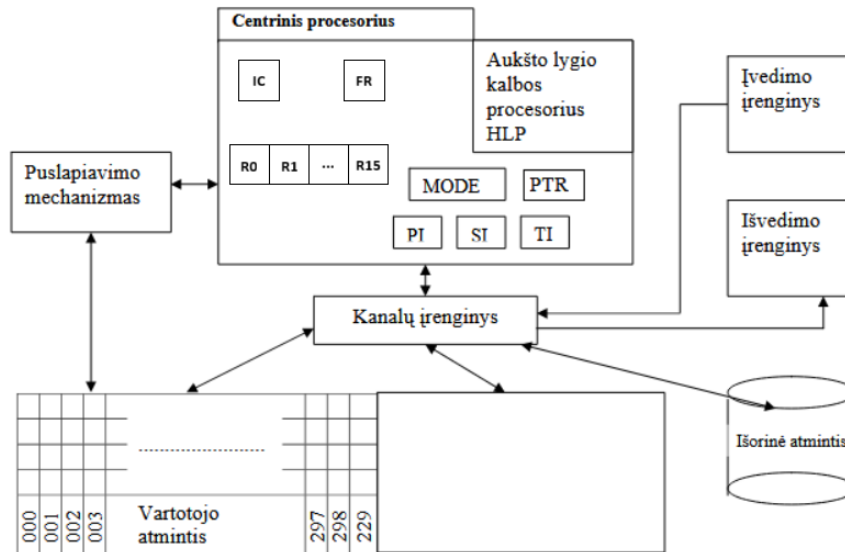 Centrinis procesorius
IC
FR
Aukšto lygio
kalbos
procesorius
HLP
Įvedimo
įrenginys
R0 R1 ... R15
Puslapiavimo
mechanizmas
MODE
PTR
PI
SI
TI
Išvedimo
įrenginys
Kanalų įrenginys
Išorinė atmintis
000
001
002
003
Vartotojo
atmintis
297
298
229